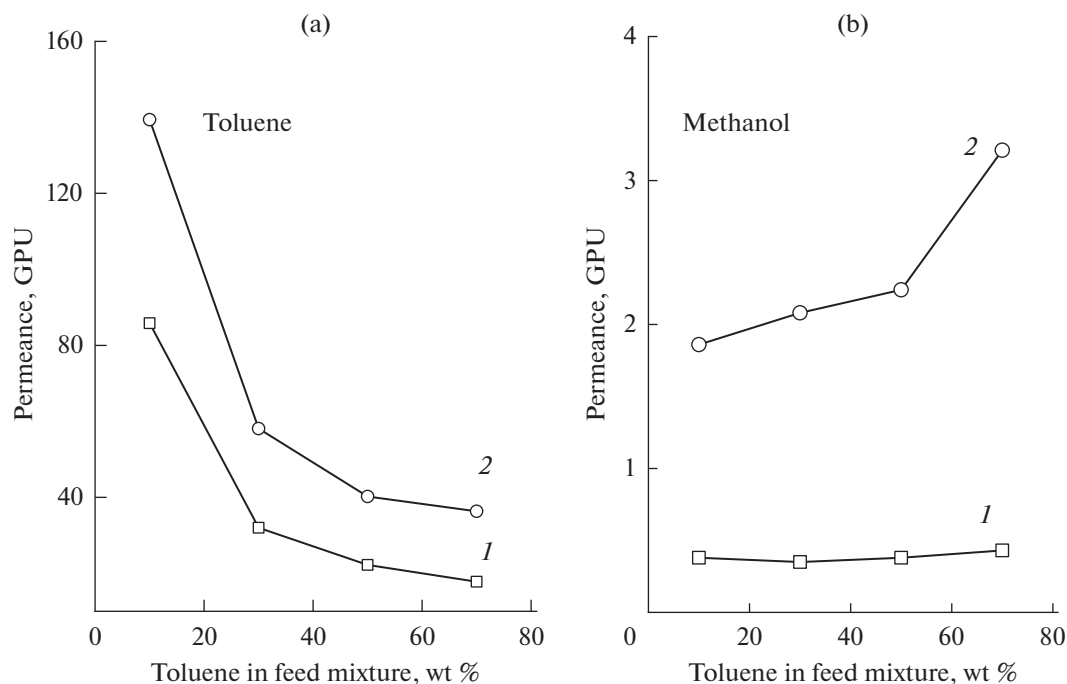 (a)
160
120
80
40
0
20
40
60
80
Permeance, GPU
Toluene in feed mixture, wt %
Toluene
2
1
(b)
4
3
2
1
0
20
40
60
80
Permeance, GPU
Toluene in feed mixture, wt %
Methanol
2
1